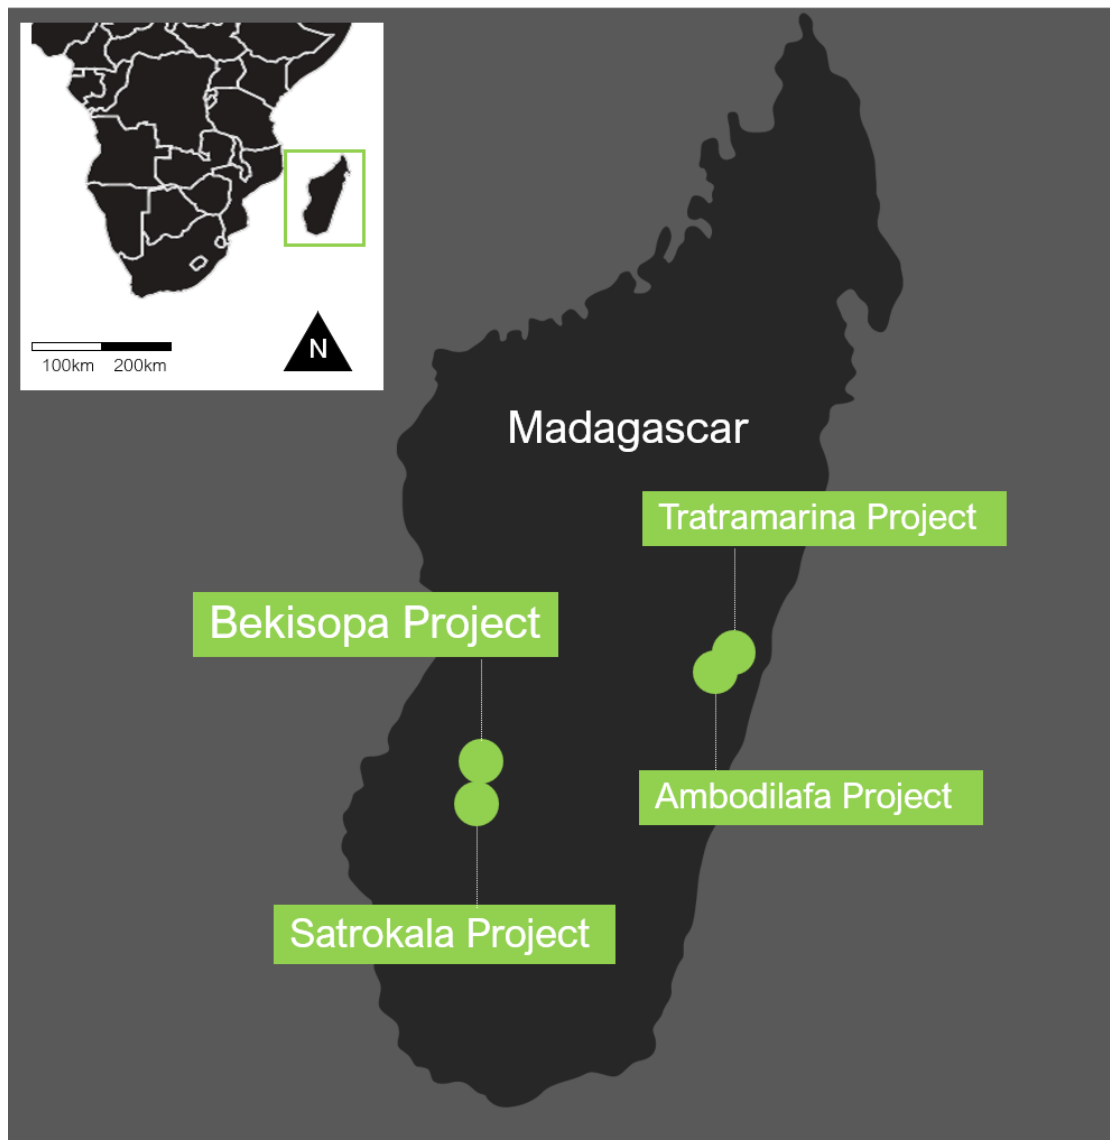 100km 200km
N
Madagascar
Tratramarina Project
Bekisopa Project
Ambodilafa Project
Satrokala Project